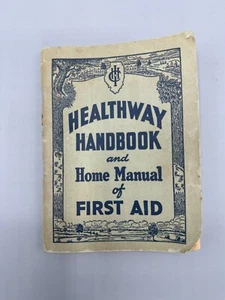 HEALTHWAY
HANDBOOK
and
Home Manual
of
FIRST AID